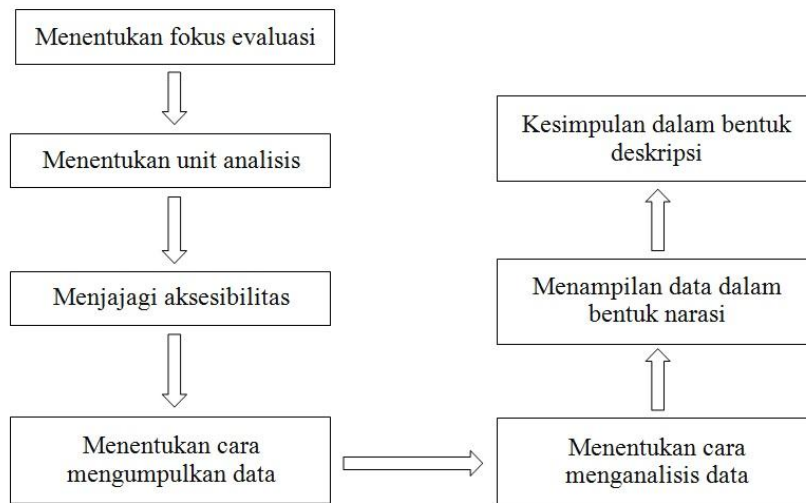 Menentukan fokus evaluasi
Menentukan unit analisis
Menjajagi aksesibilitas
Menentukan cara
mengumpulkan data
Menentukan cara
menganalisis data
Menampilan data dalam
bentuk narasi
Kesimpulan dalam bentuk
deskripsi